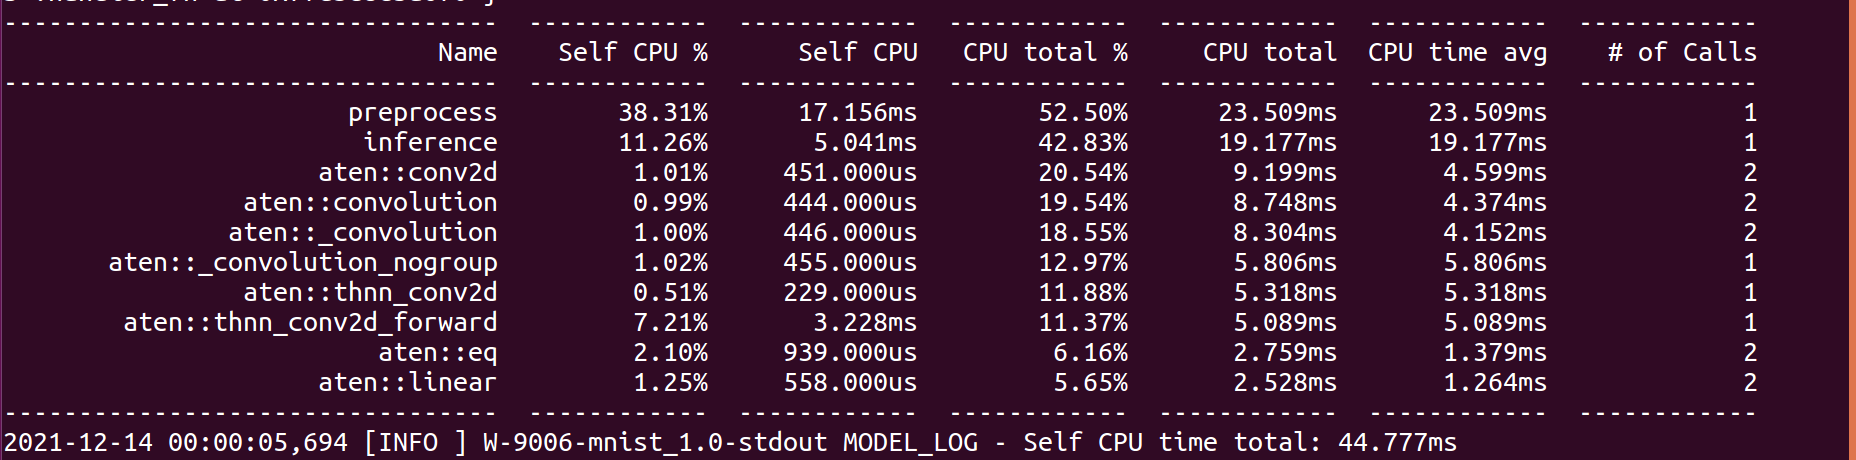 ---------------------------------  ------------  ------------  ------------  ------------  ------------  ------------
Name    Self CPU %      Self CPU   CPU total %     CPU total  CPU time avg    # of Calls
---------------------------------  ------------  ------------  ------------  ------------  ------------  ------------
preprocess        38.31%      17.156ms        52.50%      23.509ms      23.509ms             1
inference        11.26%       5.041ms        42.83%      19.177ms      19.177ms             1
aten::conv2d         1.01%     451.000us        20.54%       9.199ms       4.599ms             2
aten::convolution         0.99%     444.000us        19.54%       8.748ms       4.374ms             2
aten::_convolution         1.00%     446.000us        18.55%       8.304ms       4.152ms             2
aten::_convolution_nogroup         1.02%     455.000us        12.97%       5.806ms       5.806ms             1
aten::thnn_conv2d         0.51%     229.000us        11.88%       5.318ms       5.318ms             1
aten::thnn_conv2d_forward         7.21%       3.228ms        11.37%       5.089ms       5.089ms             1
aten::eq         2.10%     939.000us         6.16%       2.759ms       1.379ms             2
aten::linear         1.25%     558.000us         5.65%       2.528ms       1.264ms             2
---------------------------------  ------------  ------------  ------------  ------------  ------------  ------------
2021-12-14 00:00:05,694 [INFO ] W-9006-mnist_1.0-stdout MODEL_LOG - Self CPU time total: 44.777ms